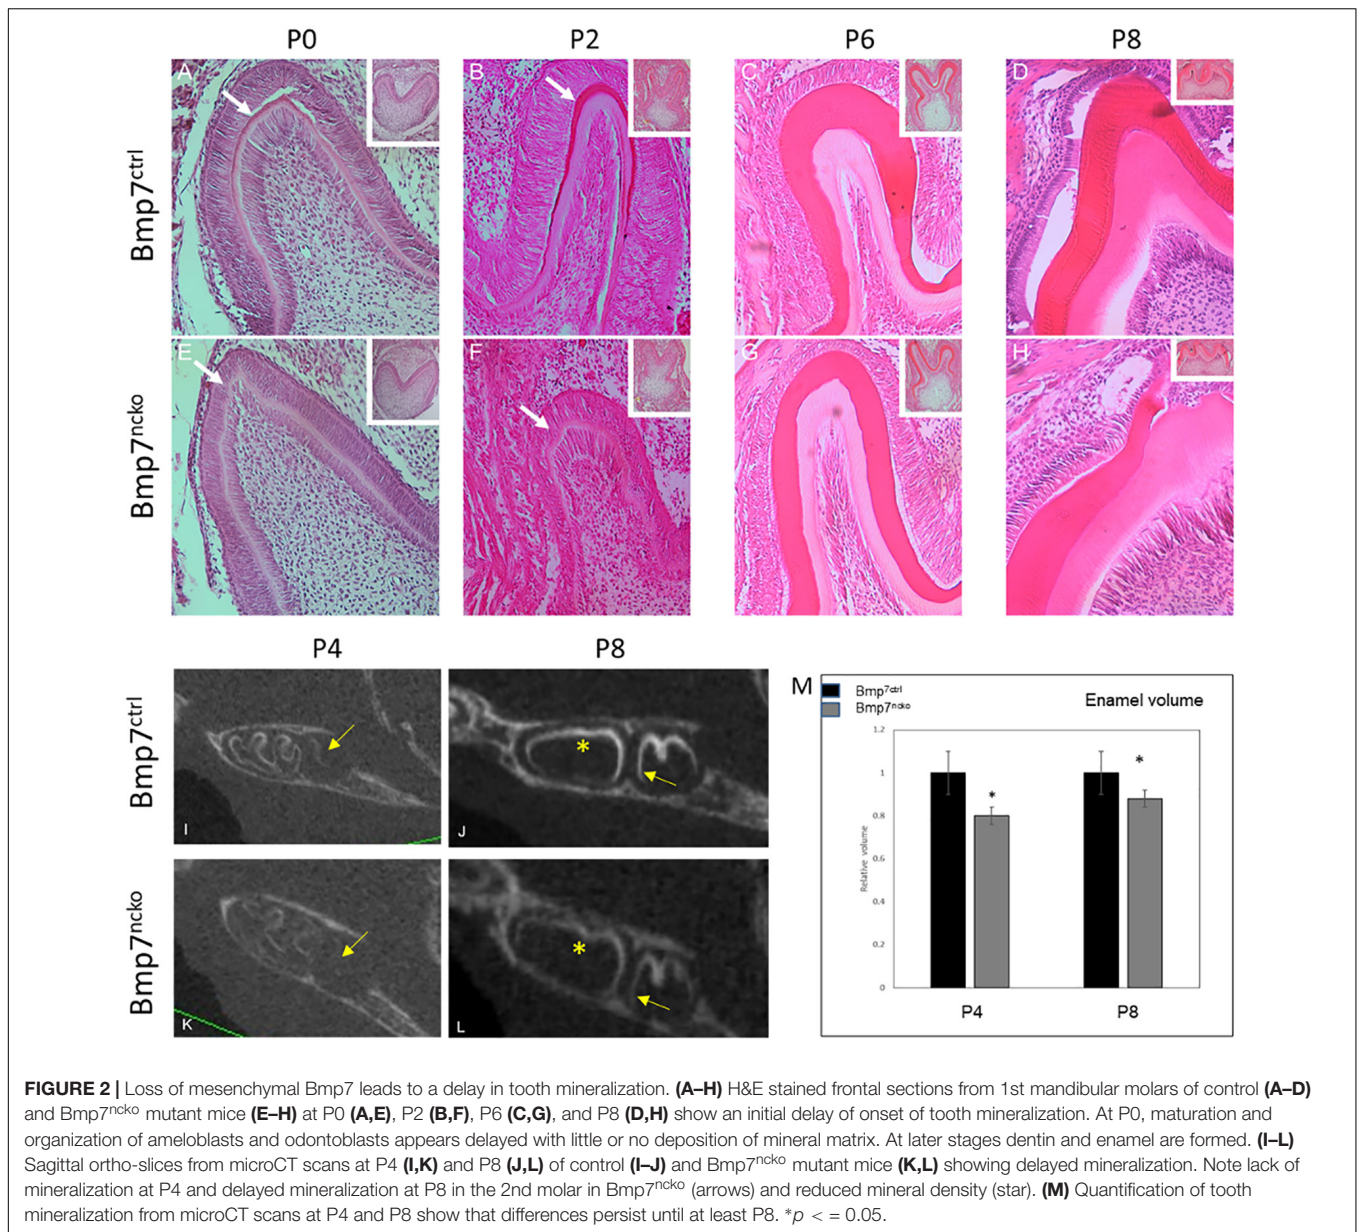 P0 P2 P6 P8
Bmp7ctrl
A B C D
Bmp7ncko
E F G H
P4 P8
Bmp7ctrl
I J
Bmp7ncko
K L
M
Bmp7ctrl
Bmp7ncko
Enamel volume
1.2
1
0.8
0.6
0.4
0.2
0
Relative volume
* *
P4 P8
FIGURE 2 | Loss of mesenchymal Bmp7 leads to a delay in tooth mineralization. (A–H) H&E stained frontal sections from 1st mandibular molars of control (A–D)
and Bmp7ncko mutant mice (E–H) at P0 (A,E), P2 (B,F), P6 (C,G), and P8 (D,H) show an initial delay of onset of tooth mineralization. At P0, maturation and
organization of ameloblasts and odontoblasts appears delayed with little or no deposition of mineral matrix. At later stages dentin and enamel are formed. (I–L)
Sagittal ortho-slices from microCT scans at P4 (I,K) and P8 (J,L) of control (I–J) and Bmp7ncko mutant mice (K,L) showing delayed mineralization. Note lack of
mineralization at P4 and delayed mineralization at P8 in the 2nd molar in Bmp7ncko (arrows) and reduced mineral density (star). (M) Quantification of tooth
mineralization from microCT scans at P4 and P8 show that differences persist until at least P8. *p < = 0.05.